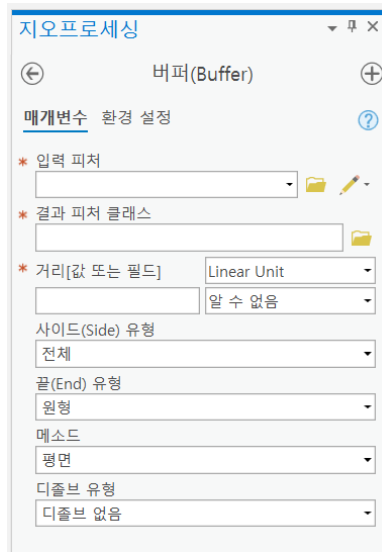 지오프로세싱
버퍼(Buffer)
매개변수 환경 설정
* 입력 피처
* 결과 피처 클래스
* 거리[값 또는 필드] Linear Unit
알 수 없음
사이드(Side) 유형
전체
끝(End) 유형
원형
메소드
평면
디졸브 유형
디졸브 없음